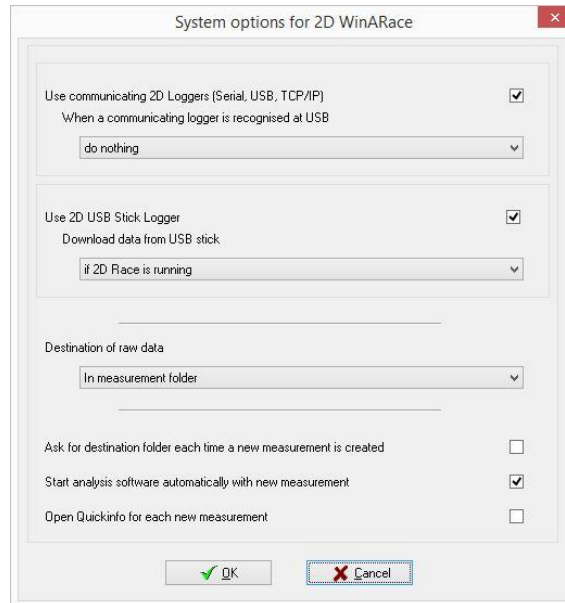 System options for 2D WinARace
Use communicating 2D Loggers (Serial, USB, TCP/IP)
When a communicating logger is recognised at USB
do nothing
Use 2D USB Stick Logger
Download data from USB stick
if 2D Race is running
Destination of raw data
In measurement folder
Ask for destination folder each time a new measurement is created
Start analysis software automatically with new measurement
Open Quickinfo for each new measurement
OK
Cancel